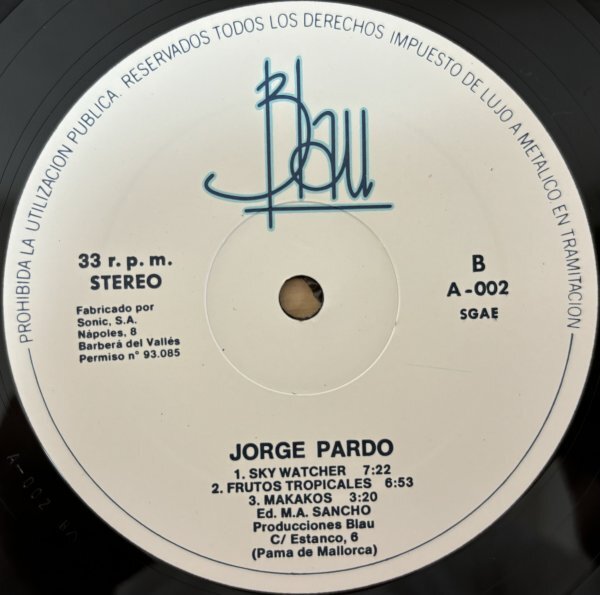 PROHIBIDA LA UTILIZACION PUBLICA. RESERVADOS TODOS LOS DERECHOS IMPUESTO DE LUJO A METALICO EN TRAMITACION
Blau
33 r. p. m.
STEREO
Fabricado por
Sonic, S.A.
Nápoles, 8
Barberà del Vallés
Permiso n° 93.085
B
A-002
SGAE
JORGE PARDO
1. SKY WATCHER 7:22
2. FRUTOS TROPICALES 6:53
3. MAKAKOS 3:20
Ed. M.A. SANCHO
Producciones Blau
C/ Estanco, 6
(Pama de Mallorca)
A-002